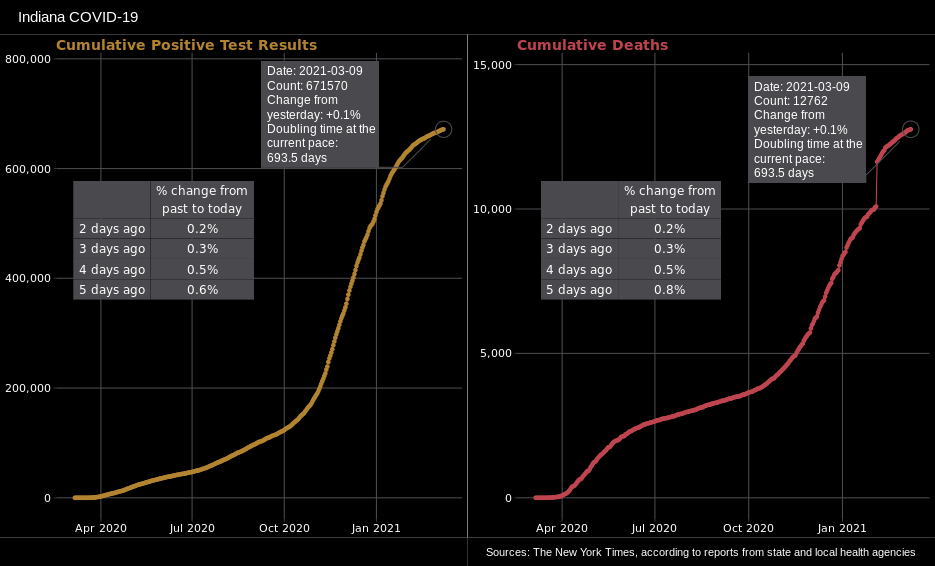 Indiana COVID-19
Cumulative Positive Test Results
800,000
600,000
400,000
200,000
0
Date: 2021-03-09
Count: 671570
Change from
yesterday: +0.1%
Doubling time at the
current pace:
693.5 days
% change from
past to today
2 days ago 0.2%
3 days ago 0.3%
4 days ago 0.5%
5 days ago 0.6%
Apr 2020 Jul 2020 Oct 2020 Jan 2021
Cumulative Deaths
15,000
10,000
5,000
0
Date: 2021-03-09
Count: 12762
Change from
yesterday: +0.1%
Doubling time at the
current pace:
693.5 days
% change from
past to today
2 days ago 0.2%
3 days ago 0.3%
4 days ago 0.5%
5 days ago 0.8%
Apr 2020 Jul 2020 Oct 2020 Jan 2021
Sources: The New York Times, according to reports from state and local health agencies